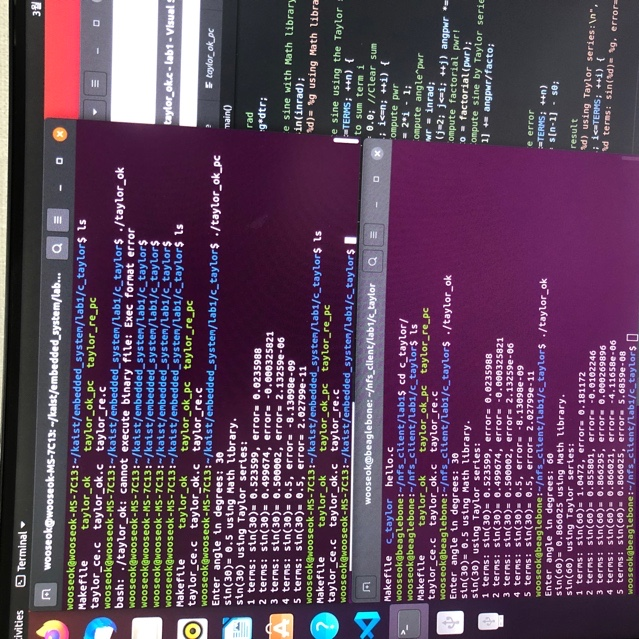 Activities
Terminal
3월
wooseok@wooseok-MS-7C13: ~/kaist/embedded_system/lab...
wooseok@wooseok-MS-7C13:~/kaist/embedded_system/lab1/c_taylor$ ls
Makefile taylor_ok taylor_ok_pc taylor_re_pc
taylor_ce.c taylor_ok.c taylor_re.c
wooseok@wooseok-MS-7C13:~/kaist/embedded_system/lab1/c_taylor$ ./taylor_ok
bash: ./taylor_ok: cannot execute binary file: Exec format error
wooseok@wooseok-MS-7C13:~/kaist/embedded_system/lab1/c_taylor$
wooseok@wooseok-MS-7C13:~/kaist/embedded_system/lab1/c_taylor$
wooseok@wooseok-MS-7C13:~/kaist/embedded_system/lab1/c_taylor$
wooseok@wooseok-MS-7C13:~/kaist/embedded_system/lab1/c_taylor$ ls
Makefile taylor_ok taylor_ok_pc taylor_re_pc
taylor_ce.c taylor_ok.c taylor_re.c
wooseok@wooseok-MS-7C13:~/kaist/embedded_system/lab1/c_taylor$ ./taylor_ok_pc
Enter angle in degrees: 30
sin(30)= 0.5 using Math library.
sin(30) using Taylor series:
1 terms: sin(30)= 0.523599, error= 0.0235988
2 terms: sin(30)= 0.499674, error= -0.000325821
3 terms: sin(30)= 0.500002, error= 2.13259e-06
4 terms: sin(30)= 0.5, error= -8.13098e-09
5 terms: sin(30)= 0.5, error= 2.02799e-11
wooseok@wooseok-MS-7C13:~/kaist/embedded_system/lab1/c_taylor$ ls
Makefile taylor_ok taylor_ok_pc taylor_re_pc
taylor_ce.c taylor_ok.c taylor_re.c
wooseok@wooseok-MS-7C13:~/kaist/embedded_system/lab1/c_taylor$
taylor_ok.c - lab1 - Visual S
taylor_ok_pc
wooseok@beaglebone: ~/nfs_client/lab1/c_taylor
Makefile c_taylor hello.c
wooseok@beaglebone:~/nfs_client/lab1$ cd c_taylor/
wooseok@beaglebone:~/nfs_client/lab1/c_taylor$ ls
Makefile taylor_ok taylor_ok_pc taylor_re_pc
taylor_ce.c taylor_ok.c taylor_re.c
wooseok@beaglebone:~/nfs_client/lab1/c_taylor$ ./taylor_ok
Enter angle in degrees: 30
sin(30)= 0.5 using Math library.
sin(30) using Taylor series:
1 terms: sin(30)= 0.523599, error= 0.0235988
2 terms: sin(30)= 0.499674, error= -0.000325821
3 terms: sin(30)= 0.500002, error= 2.13259e-06
4 terms: sin(30)= 0.5, error= -8.13098e-09
5 terms: sin(30)= 0.5, error= 2.02799e-11
wooseok@beaglebone:~/nfs_client/lab1/c_taylor$ ./taylor_ok
Enter angle in degrees: 60
sin(60)= 0.866025 using Math library.
sin(60) using Taylor series:
1 terms: sin(60)= 1.0472, error= 0.181172
2 terms: sin(60)= 0.855801, error= -0.0102246
3 terms: sin(60)= 0.866295,
4 terms: sin(60)= 0.866021,
5 terms: sin(60)= 0.866025,
wooseok@beaglebone:~/nfs_client/lab1/c_taylor$